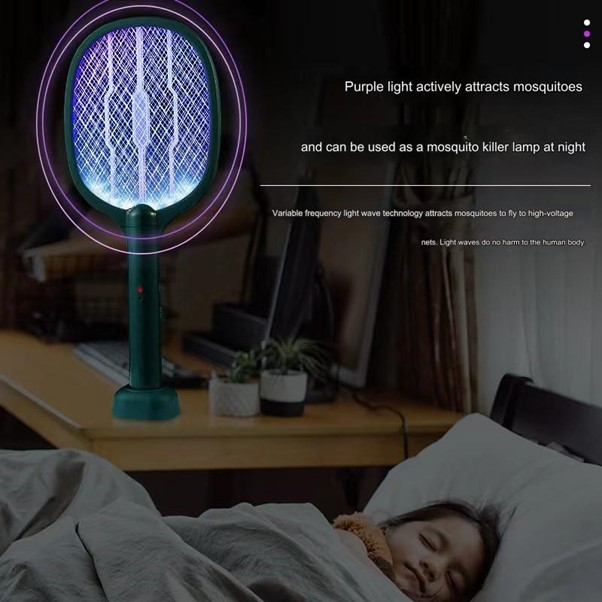 Purple light actively attracts mosquitoes
and can be used as a mosquito killer lamp at night
Variable frequency light wave technology attracts mosquitoes to fly to high-voltage
nets. Light waves do no harm to the human body